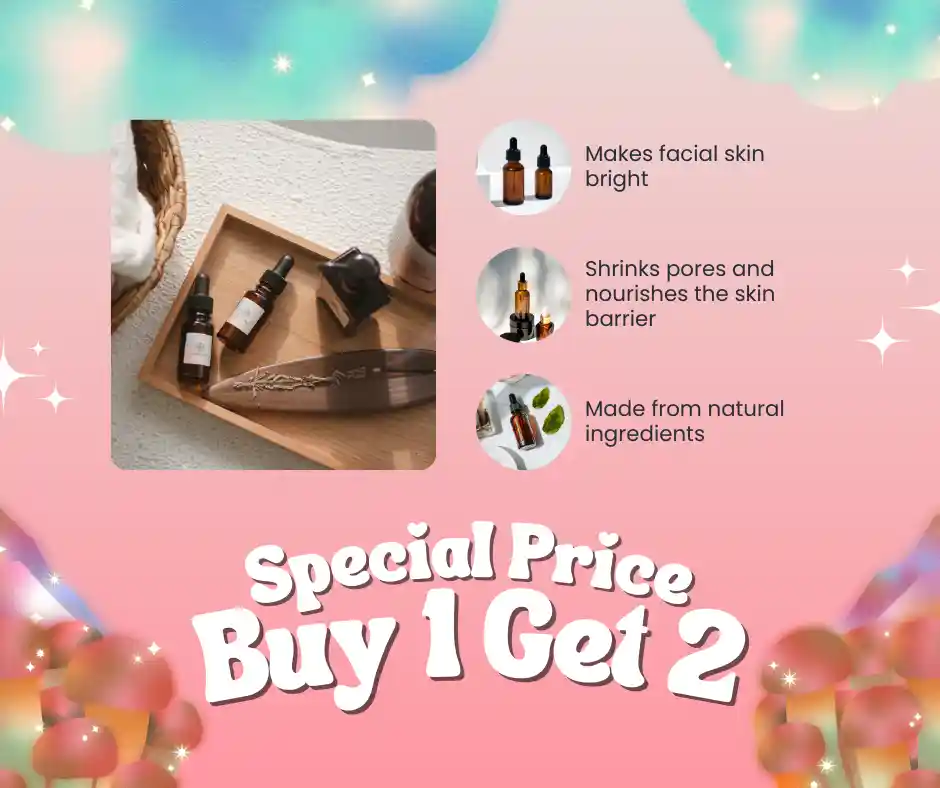 Makes facial skin
bright
Shrinks pores and
nourishes the skin
barrier
Made from natural
ingredients
Special Price
Buy 1 Get 2